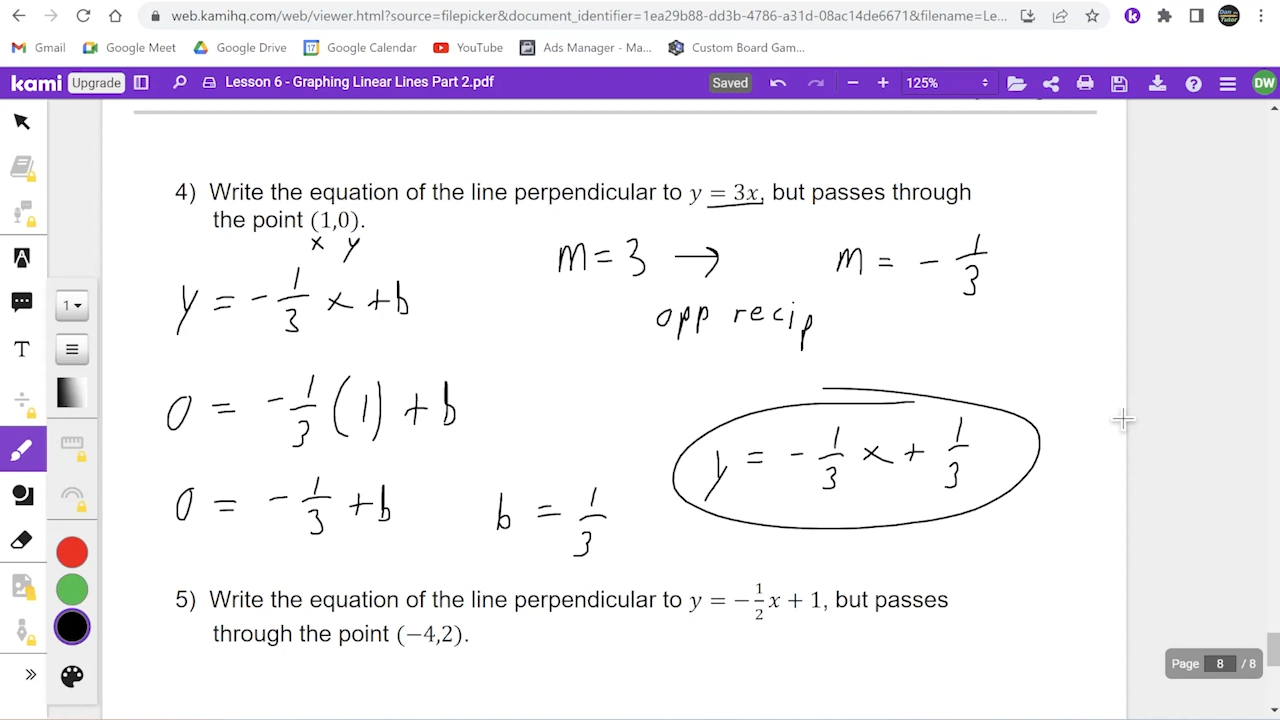 web.kamihq.com/web/viewer.html?source=filepicker&document_identifier=1ea29b88-dd3b-4786-a31d-08ac14de6671&filename=Le...
Gmail Google Meet Google Drive 17 Google Calendar YouTube Ads Manager - Ma... Custom Board Gam...
kami Upgrade Lesson 6 - Graphing Linear Lines Part 2.pdf Saved 125% DW
4) Write the equation of the line perpendicular to y = 3x, but passes through
the point (1,0).
x y
m = 3 → m = - 1/3
opp recip
y = - 1/3 x + b
0 = - 1/3 (1) + b
y = - 1/3 x + 1/3
0 = - 1/3 + b b = 1/3
5) Write the equation of the line perpendicular to y = − 1/2 x + 1, but passes
through the point (−4,2).
1
T
Page 8 / 8